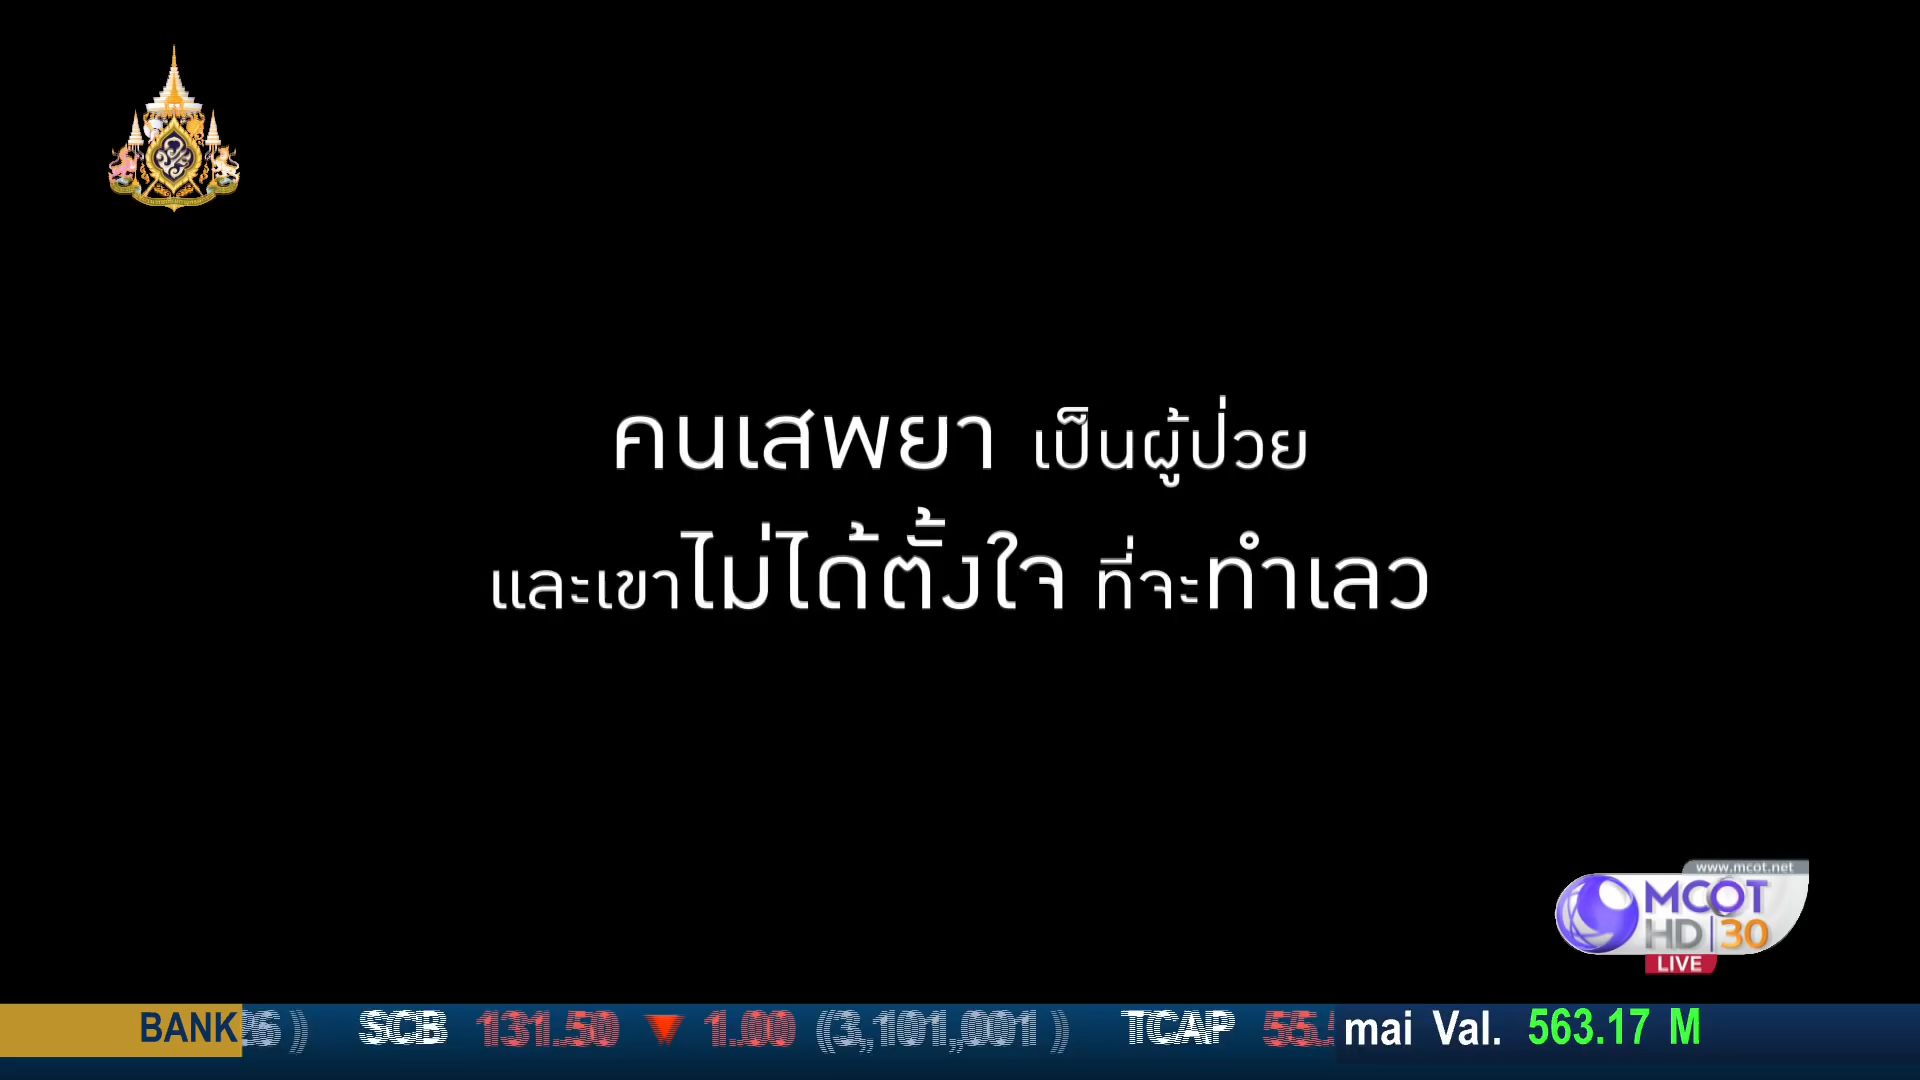 คนเสพยา เป็นผู้ป่วย
และเขาไม่ได้ตั้งใจ ที่จะทำเลว
www.mcot.net
MCOT
HD 30
LIVE
BANK 26 ) SCB 131.50 ▼ 1.00 (3,101,001 ) TCAP 55. mai Val. 563.17 M